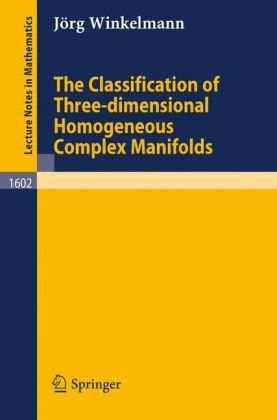 Lecture Notes in Mathematics
1602
Jörg Winkelmann
The Classification of
Three-dimensional
Homogeneous
Complex Manifolds
Springer